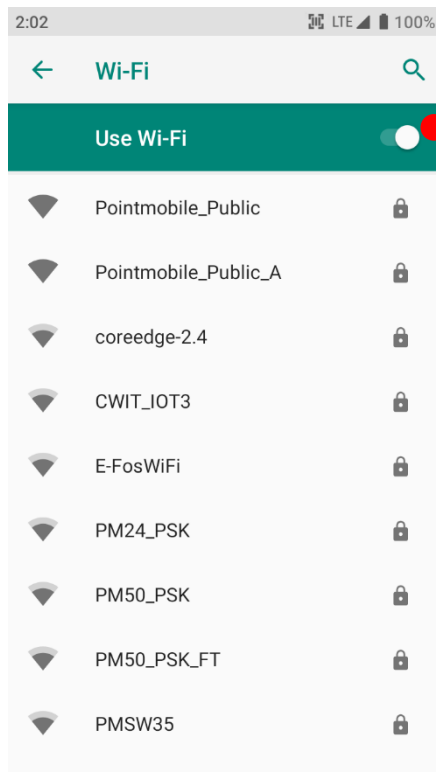 2:02 LTE 100%
Wi-Fi
Use Wi-Fi
Pointmobile_Public
Pointmobile_Public_A
coreedge-2.4
CWIT_IOT3
E-FosWiFi
PM24_PSK
PM50_PSK
PM50_PSK_FT
PMSW35